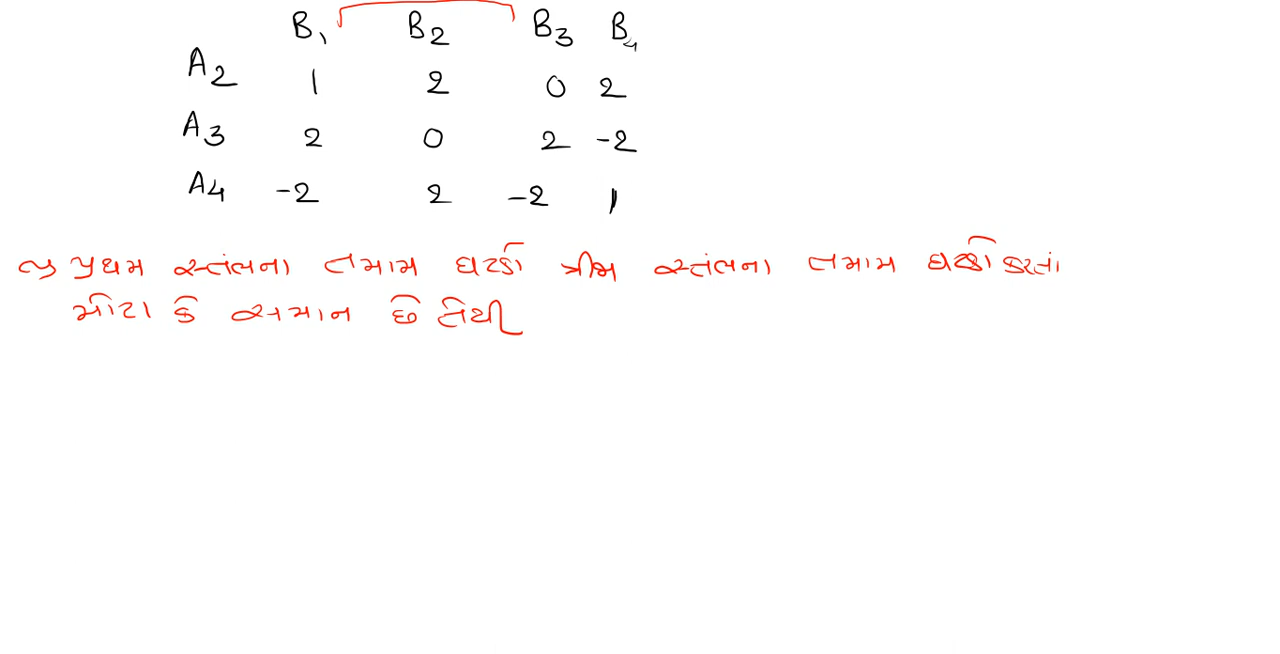 B1 B2 B3 B4
A2 1 2 0 2
A3 2 0 2 -2
A4 -2 2 -2 1
પ્રથમ સ્તંભના તમામ ઘટકો ત્રીજા સ્તંભના તમામ ઘટકો કરતાં
મોટા કે સમાન છે તેથી